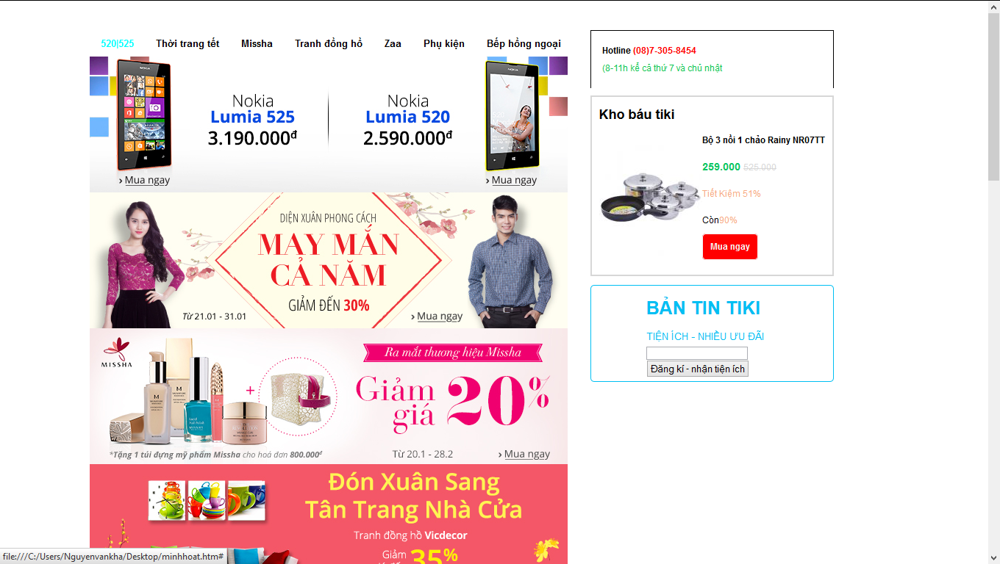 520|525 Thời trang tết Missha Tranh đồng hồ Zaa Phụ kiện Bếp hồng ngoại
Nokia
Lumia 525
3.190.000đ
› Mua ngay
Nokia
Lumia 520
2.590.000đ
› Mua ngay
DIỆN XUÂN PHONG CÁCH
MAY MẮN
CẢ NĂM
GIẢM ĐẾN 30%
Từ 21.01 - 31.01
› Mua ngay
MISSHA
Ra mắt thương hiệu Missha
Giảm giá 20%
+
*Tặng 1 túi đựng mỹ phẩm Missha cho hoá đơn 800.000đ
Từ 20.1 - 28.2
› Mua ngay
Đón Xuân Sang
Tân Trang Nhà Cửa
Tranh đồng hồ Vicdecor
Giảm
35%
Hotline (08)7-305-8454
(8-11h kể cả thứ 7 và chủ nhật
Kho báu tiki
Bộ 3 nồi 1 chảo Rainy NR07TT
259.000 525.000
Tiết Kiệm 51%
Còn90%
Mua ngay
BẢN TIN TIKI
TIỆN ÍCH - NHIỀU ƯU ĐÃI
Đăng kí - nhận tiện ích
file:///C:/Users/Nguyenvankha/Desktop/minhhoat.htm#